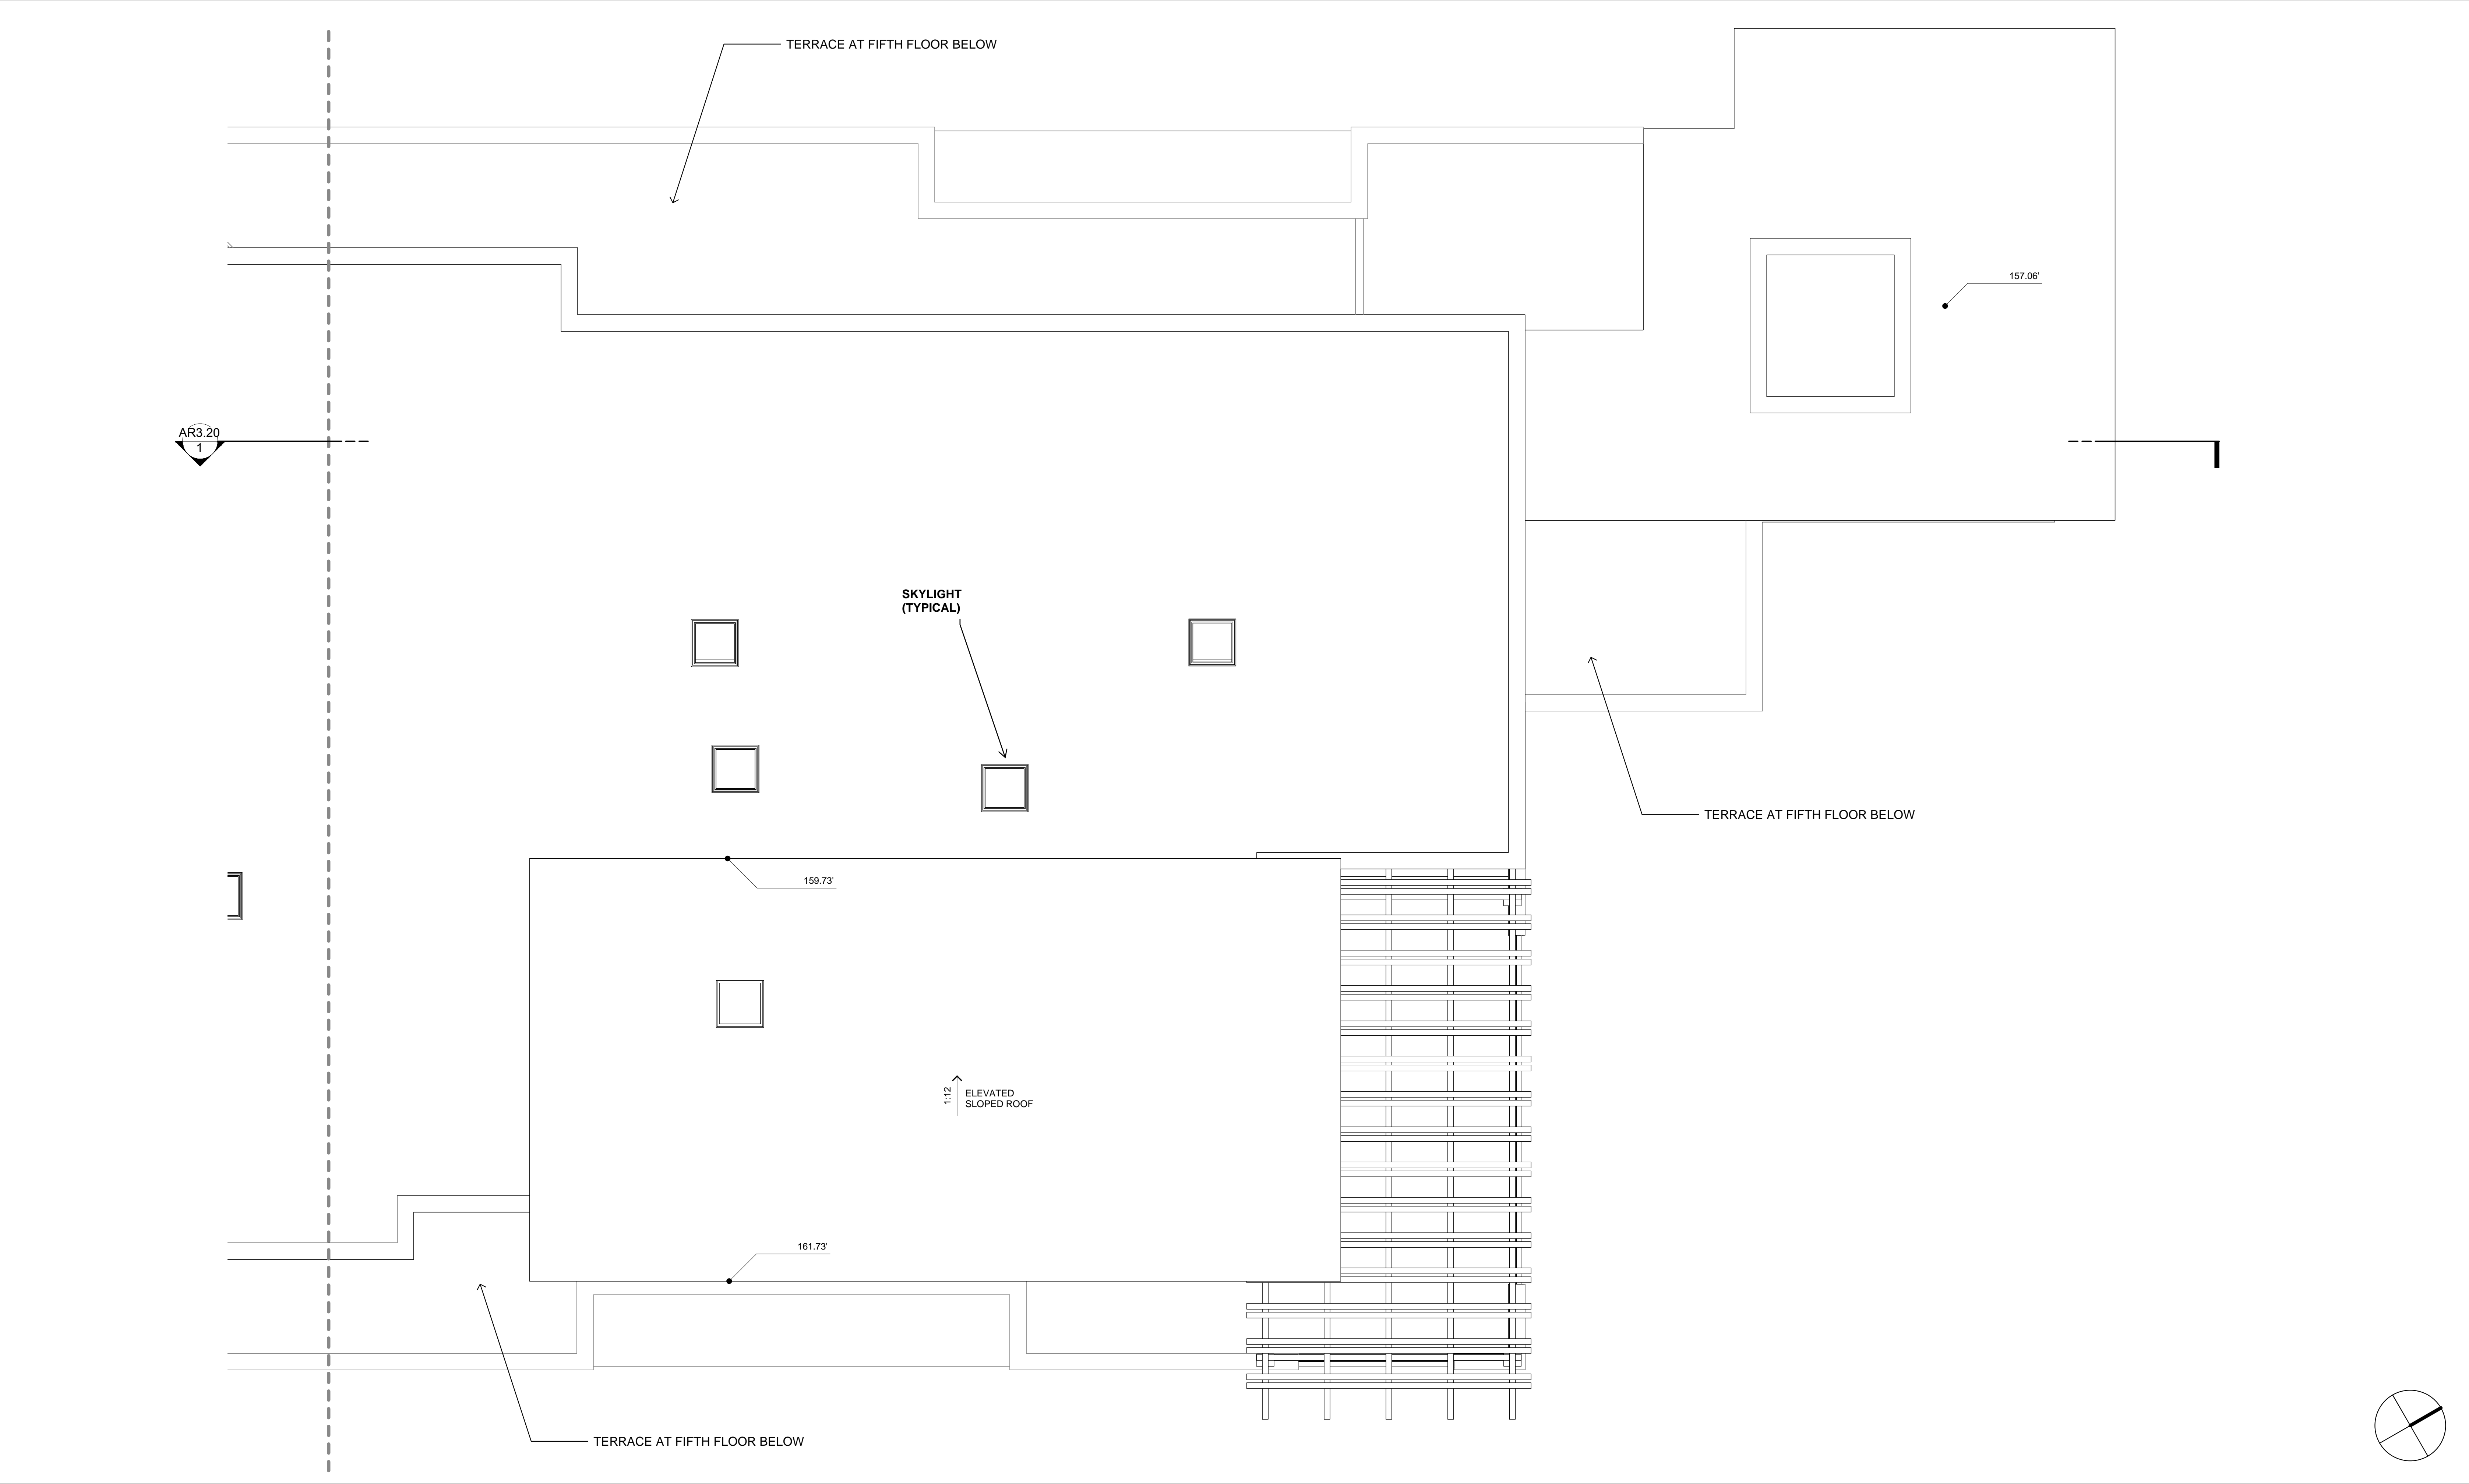 TERRACE AT FIFTH FLOOR BELOW
157.06'
AR3.20
1
SKYLIGHT
(TYPICAL)
TERRACE AT FIFTH FLOOR BELOW
159.73'
1:12
ELEVATED
SLOPED ROOF
161.73'
TERRACE AT FIFTH FLOOR BELOW